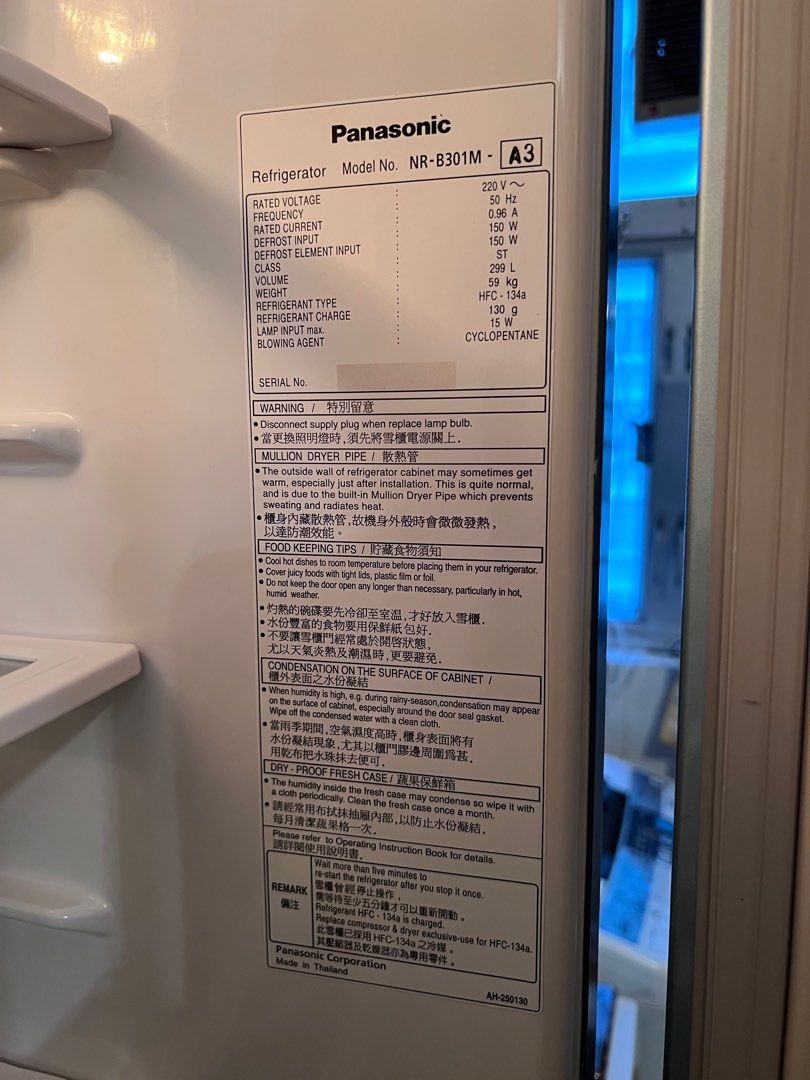 Panasonic
Refrigerator Model No. NR-B301M - A3
RATED VOLTAGE : 220 V ~
FREQUENCY : 50 Hz
RATED CURRENT : 0.96 A
DEFROST INPUT : 150 W
DEFROST ELEMENT INPUT : 150 W
CLASS : ST
VOLUME : 299 L
WEIGHT : 59 kg
REFRIGERANT TYPE : HFC - 134a
REFRIGERANT CHARGE : 130 g
LAMP INPUT max. : 15 W
BLOWING AGENT : CYCLOPENTANE
SERIAL No.
WARNING / 特別留意
• Disconnect supply plug when replace lamp bulb.
• 當更換照明燈時,須先將雪櫃電源關上.
MULLION DRYER PIPE / 散熱管
• The outside wall of refrigerator cabinet may sometimes get
warm, especially just after installation. This is quite normal,
and is due to the built-in Mullion Dryer Pipe which prevents
sweating and radiates heat.
• 櫃身內藏散熱管,故機身外殼時會微微發熱,
以達防潮效能。
FOOD KEEPING TIPS / 貯藏食物須知
• Cool hot dishes to room temperature before placing them in your refrigerator.
• Cover juicy foods with tight lids, plastic film or foil.
• Do not keep the door open any longer than necessary, particularly in hot,
humid weather.
• 灼熱的碗碟要先冷卻至室温,才好放入雪櫃.
• 水份豐富的食物要用保鮮紙包好.
• 不要讓雪櫃門經常處於開啓狀態,
尤以天氣炎熱及潮濕時,更要避免.
CONDENSATION ON THE SURFACE OF CABINET /
櫃外表面之水份凝結
• When humidity is high, e.g. during rainy-season,condensation may appear
on the surface of cabinet, especially around the door seal gasket.
Wipe off the condensed water with a clean cloth.
• 當雨季期間,空氣濕度高時,櫃身表面將有
水份凝結現象,尤其以櫃門膠邊周圍爲甚.
用乾布把水珠抹去便可.
DRY - PROOF FRESH CASE / 蔬果保鮮箱
• The humidity inside the fresh case may condense so wipe it with
a cloth periodically. Clean the fresh case once a month.
• 請經常用布拭抹抽屜內部,以防止水份凝結.
每月清潔蔬果格一次.
Please refer to Operating Instruction Book for details.
請詳閱使用說明書.
REMARK
備注
Wait more than five minutes to
re-start the refrigerator after you stop it once.
雪櫃曾經停止操作,
需等待至少五分鐘才可以重新開動。
Refrigerant HFC - 134a is charged.
Replace compressor & dryer exclusive-use for HFC-134a.
此雪櫃已採用 HFC-134a 之冷媒。
其壓縮器及乾燥器亦為專用零件。
Panasonic Corporation
Made in Thailand
AH-250130